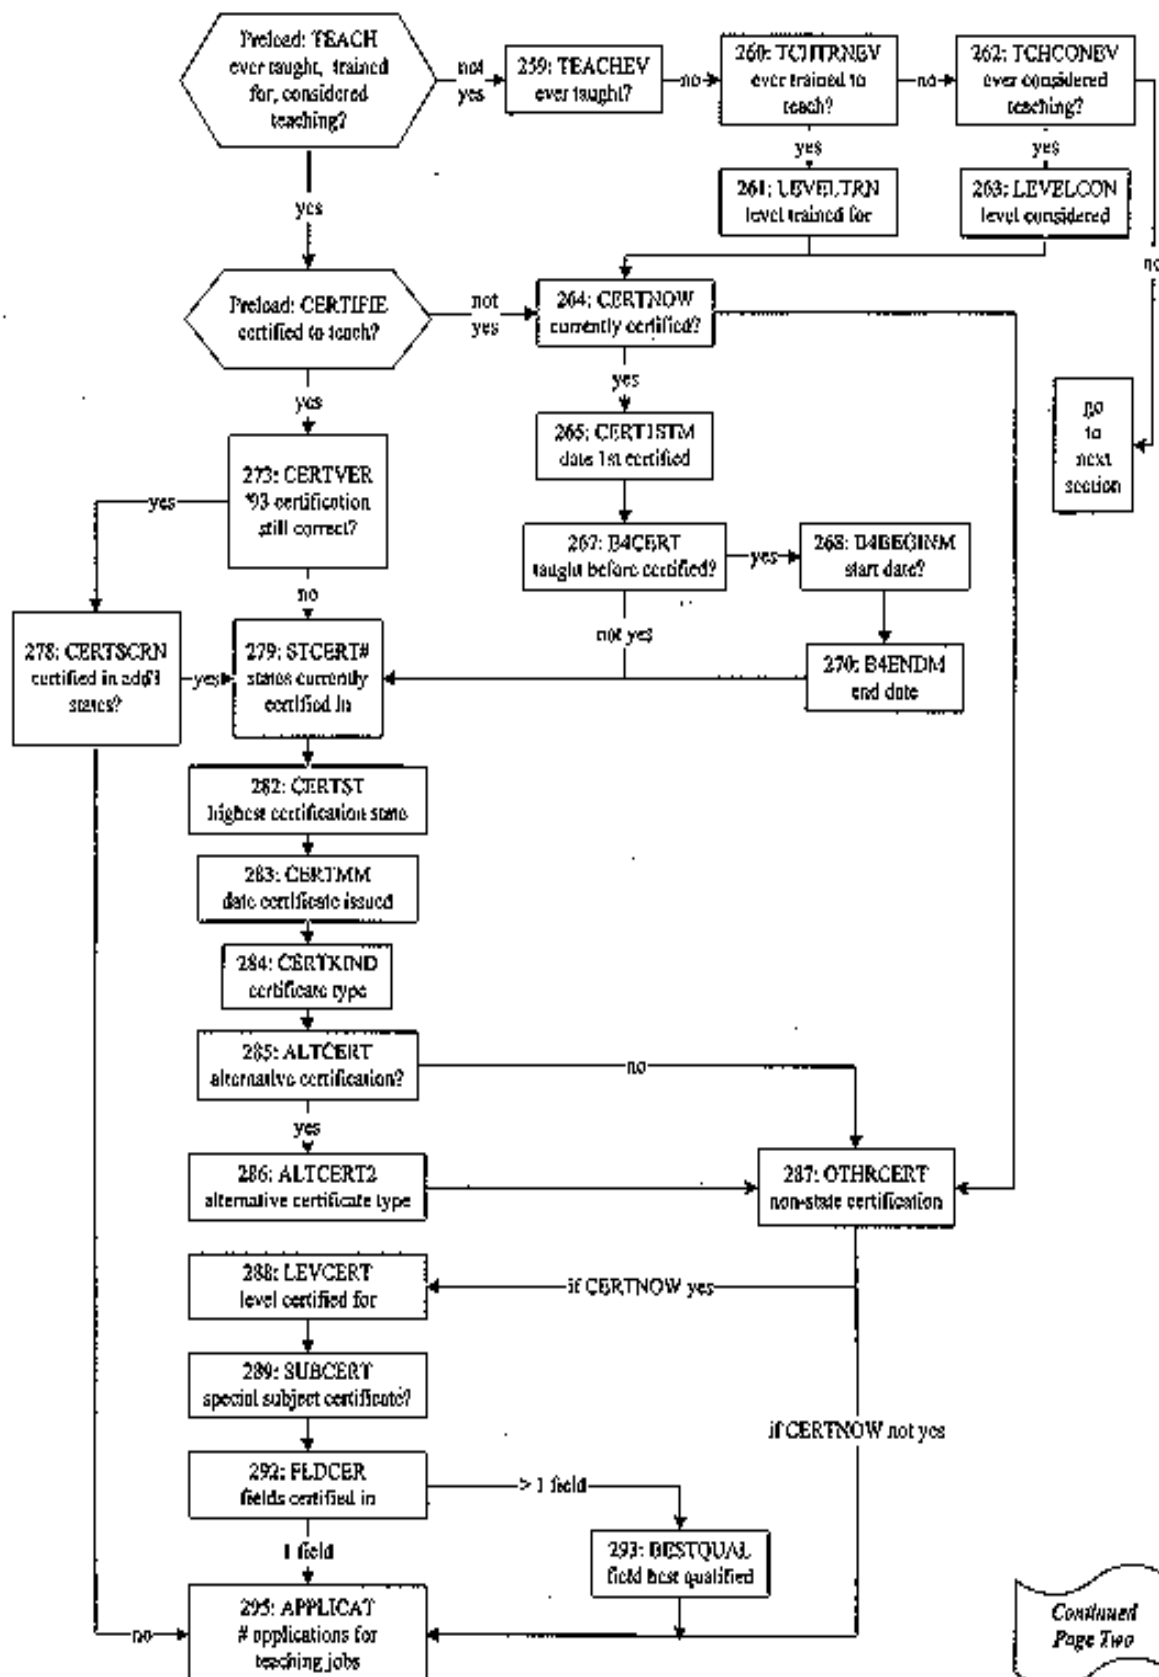 Preload: TEACH
ever taught, trained
for, considered
teaching?
not
yes
259: TEACHEV
ever taught?
no
260: TCHTRNEV
ever trained to
teach?
no
262: TCHCONEV
ever considered
teaching?
yes
yes
261: LEVELTRN
level trained for
263: LEVELCON
level considered
no
yes
Preload: CERTIFIE
certified to teach?
not
yes
264: CERTNOW
currently certified?
yes
yes
go
to
next
section
265: CERT1STM
date 1st certified
273: CERTVER
'93 certification
still correct?
yes
267: B4CERT
taught before certified?
yes
268: B4BEGINM
start date?
no
not yes
278: CERTSCRN
certified in add'l
states?
yes
279: STCERT#
states currently
certified in
270: B4ENDM
end date
282: CERTST
highest certification state
283: CERTMM
date certificate issued
284: CERTKIND
certificate type
285: ALTCERT
alternative certification?
no
yes
286: ALTCERT2
alternative certificate type
287: OTHRCERT
non-state certification
288: LEVCERT
level certified for
if CERTNOW yes
289: SUBCERT
special subject certificate?
if CERTNOW not yes
292: FLDCER
fields certified in
> 1 field
1 field
293: BESTQUAL
field best qualified
295: APPLICAT
# applications for
teaching jobs
no
Continued
Page Two